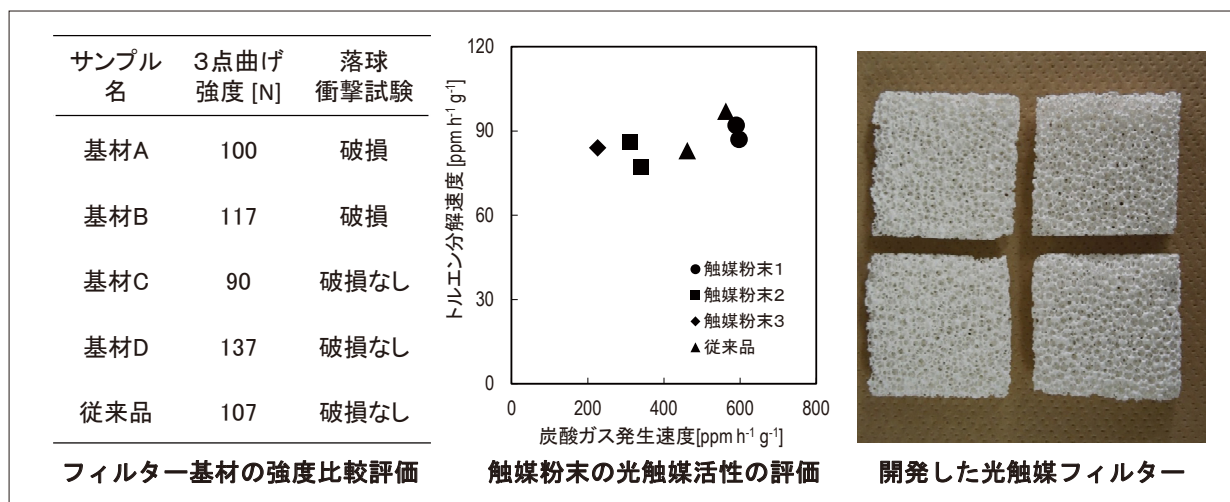 サンプル名
３点曲げ強度 [N]
落球衝撃試験
基材A 100 破損
基材B 117 破損
基材C 90 破損なし
基材D 137 破損なし
従来品 107 破損なし
フィルター基材の強度比較評価
トルエン分解速度 [ppm h-1 g-1]
120
90
60
30
0
0 200 400 600 800
炭酸ガス発生速度[ppm h-1 g-1]
●触媒粉末１
■触媒粉末２
◆触媒粉末３
▲従来品
触媒粉末の光触媒活性の評価
開発した光触媒フィルター